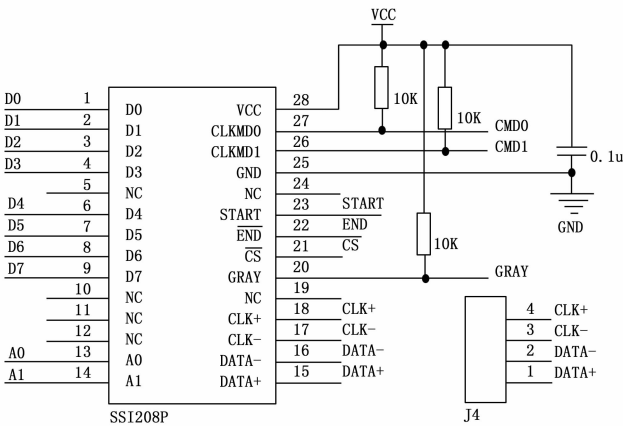 VCC
D0 1 D0 VCC 28
10K
D1 2 D1 CLKMD0 27 CMD0
10K
D2 3 D2 CLKMD1 26 CMD1
D3 4 D3 GND 25
0.1u
5 NC NC 24
D4 6 D4 START 23 START
GND
D5 7 D5 END 22 END
D6 8 D6 CS 21 CS
10K
D7 9 D7 GRAY 20 GRAY
10 NC NC 19
11 NC CLK+ 18 CLK+
12 NC CLK- 17 CLK-
A0 13 A0 DATA- 16 DATA-
A1 14 A1 DATA+ 15 DATA+
4 CLK+
3 CLK-
2 DATA-
1 DATA+
SSI208P
J4